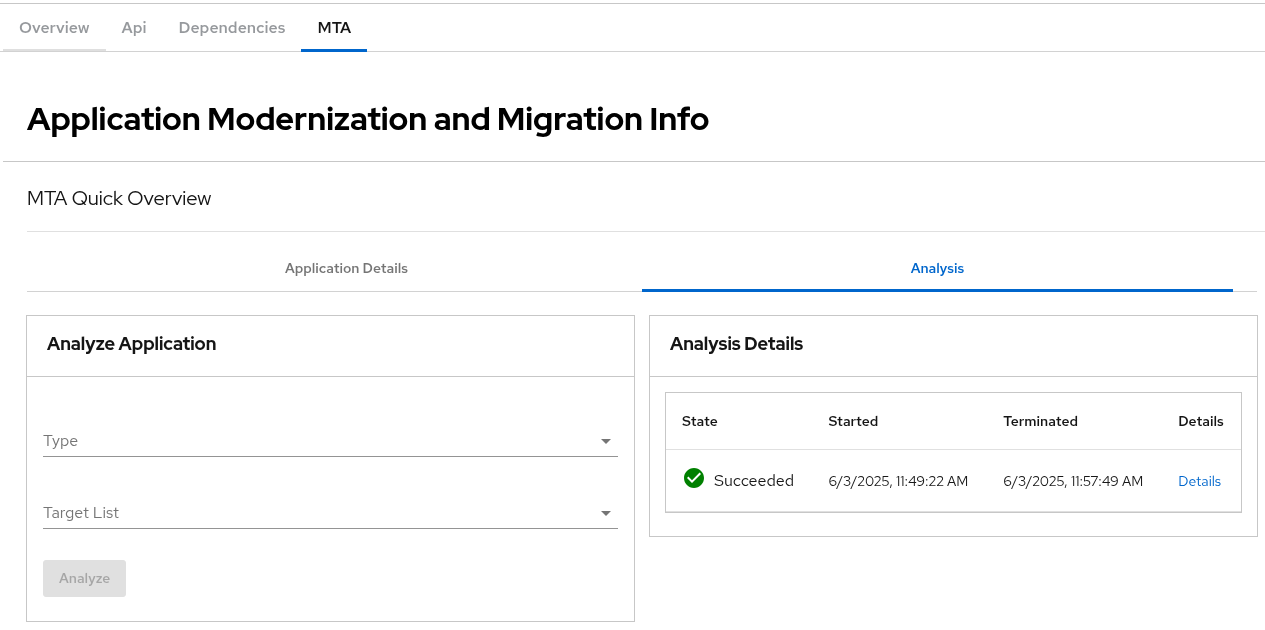 Overview Api Dependencies MTA
Application Modernization and Migration Info
MTA Quick Overview
Application Details Analysis
Analyze Application
Type
Target List
Analyze
Analysis Details
State Started Terminated Details
Succeeded 6/3/2025, 11:49:22 AM 6/3/2025, 11:57:49 AM Details